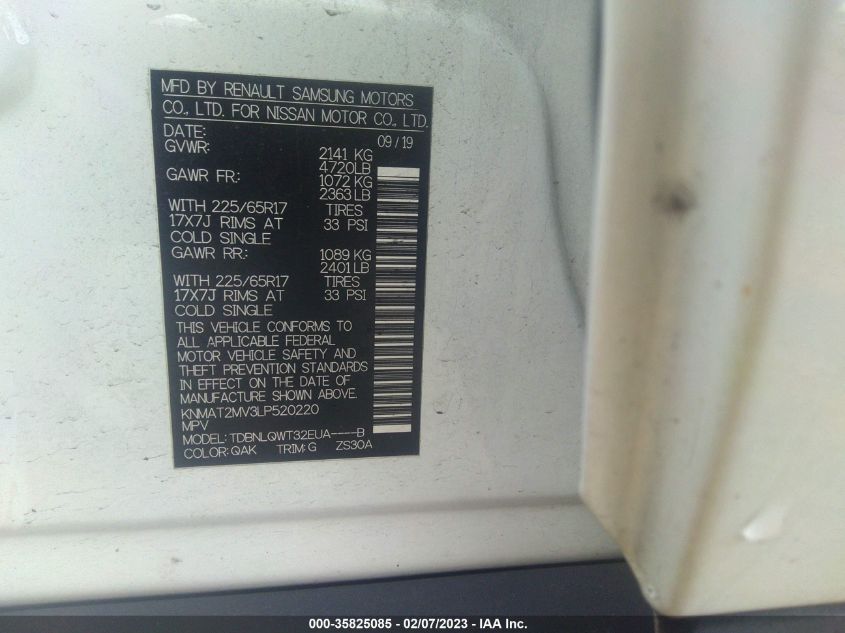 MFD BY RENAULT SAMSUNG MOTORS
CO., LTD. FOR NISSAN MOTOR CO., LTD.
DATE: 09/19
GVWR: 2141 KG
4720LB
GAWR FR: 1072 KG
2363 LB
WITH 225/65R17 TIRES
17X7J RIMS AT 33 PSI
COLD SINGLE
GAWR RR: 1089 KG
2401 LB
WITH 225/65R17 TIRES
17X7J RIMS AT 33 PSI
COLD SINGLE
THIS VEHICLE CONFORMS TO
ALL APPLICABLE FEDERAL
MOTOR VEHICLE SAFETY AND
THEFT PREVENTION STANDARDS
IN EFFECT ON THE DATE OF
MANUFACTURE SHOWN ABOVE.
KNMAT2MV3LP520220
MPV
MODEL: TDBNLQWT32EUA----B
COLOR: QAK TRIM: G ZS30A
000-35825085 - 02/07/2023 - IAA Inc.